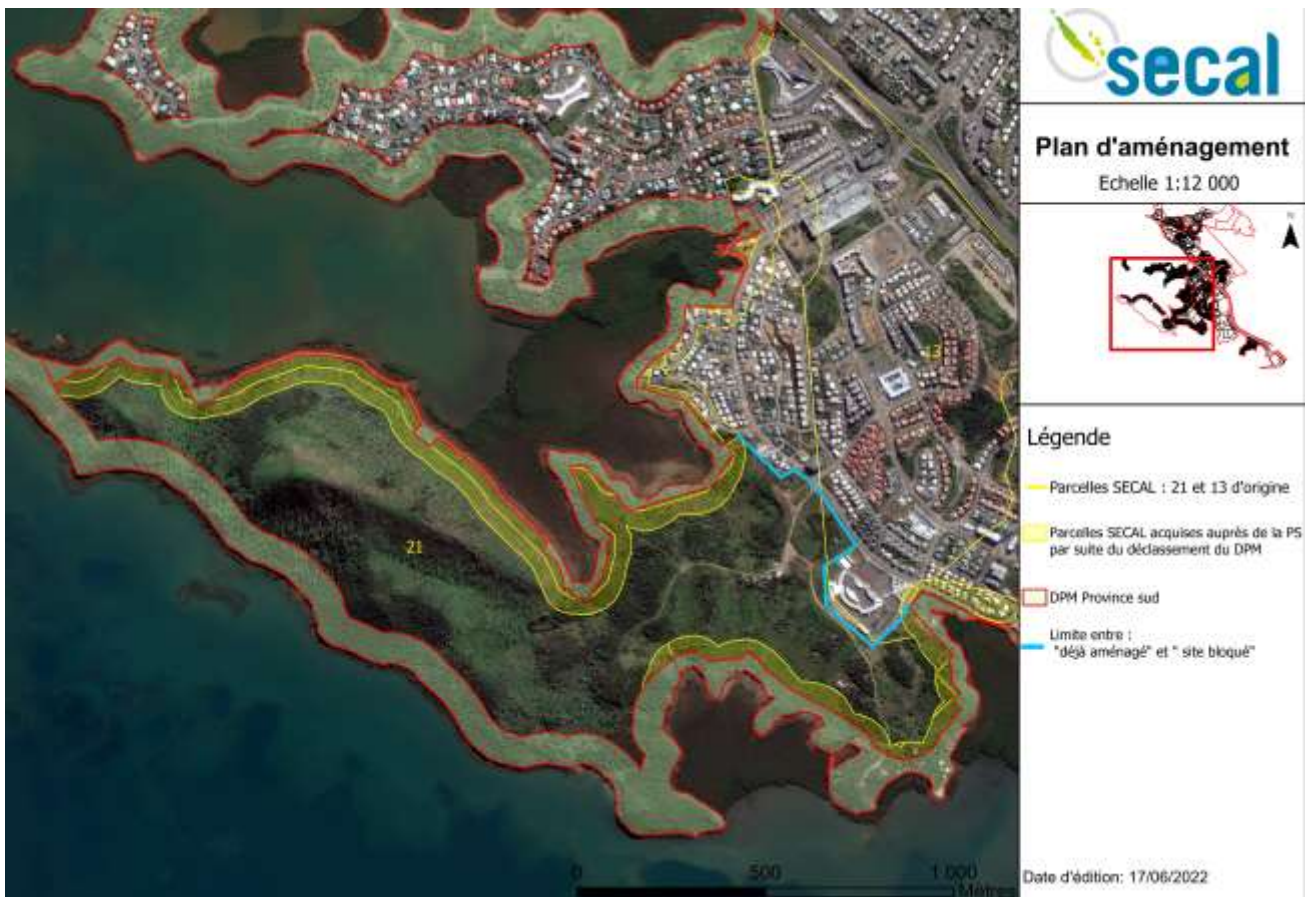 secal
Plan d'aménagement
Echelle 1:12 000
N
Légende
Parcelles SECAL : 21 et 13 d'origine
Parcelles SECAL acquises auprès de la PS
par suite du déclassement du DPM
DPM Province sud
Limite entre :
"déjà aménagé" et " site bloqué"
Date d'édition: 17/06/2022
13
21
0 500 1 000
Mètres